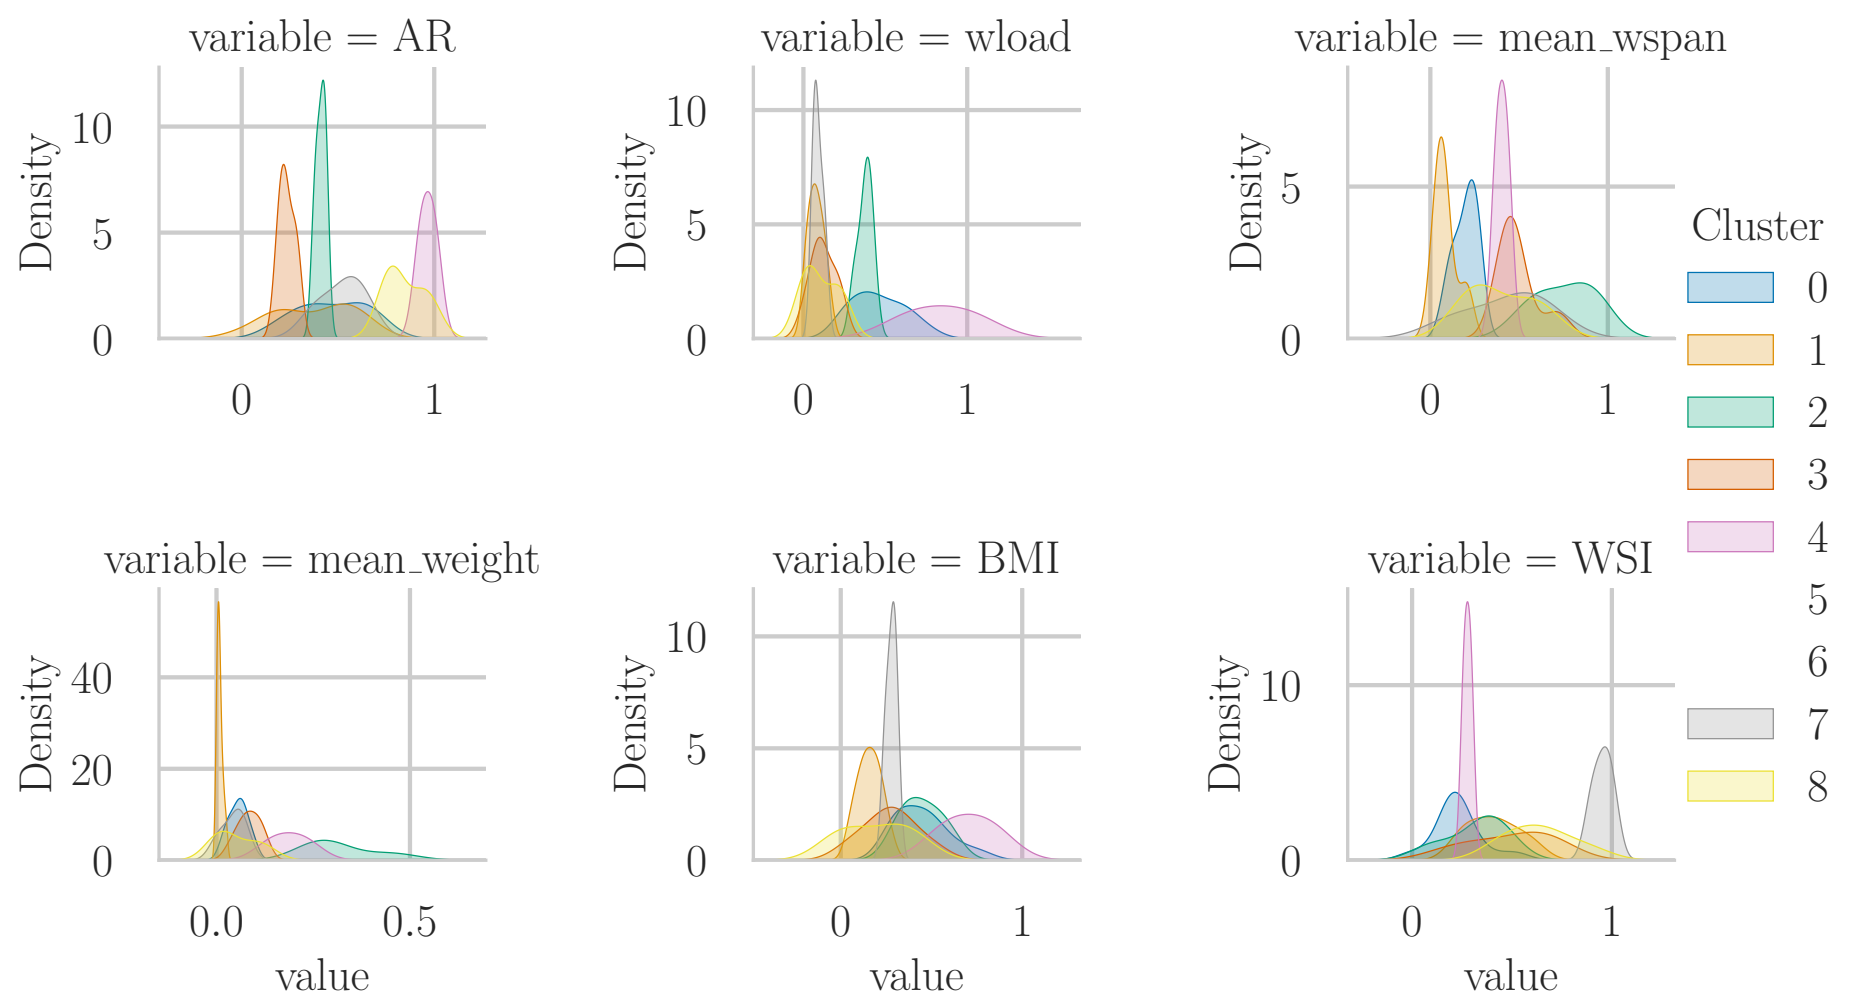 variable = AR
variable = wload
variable = mean_wspan
Density
10
5
0
0
1
Density
10
5
0
0
1
Density
5
0
0
1
Cluster
0
1
2
3
4
5
6
7
8
variable = mean_weight
variable = BMI
variable = WSI
Density
40
20
0
0.0
0.5
value
Density
10
5
0
0
1
value
Density
10
0
0
1
value